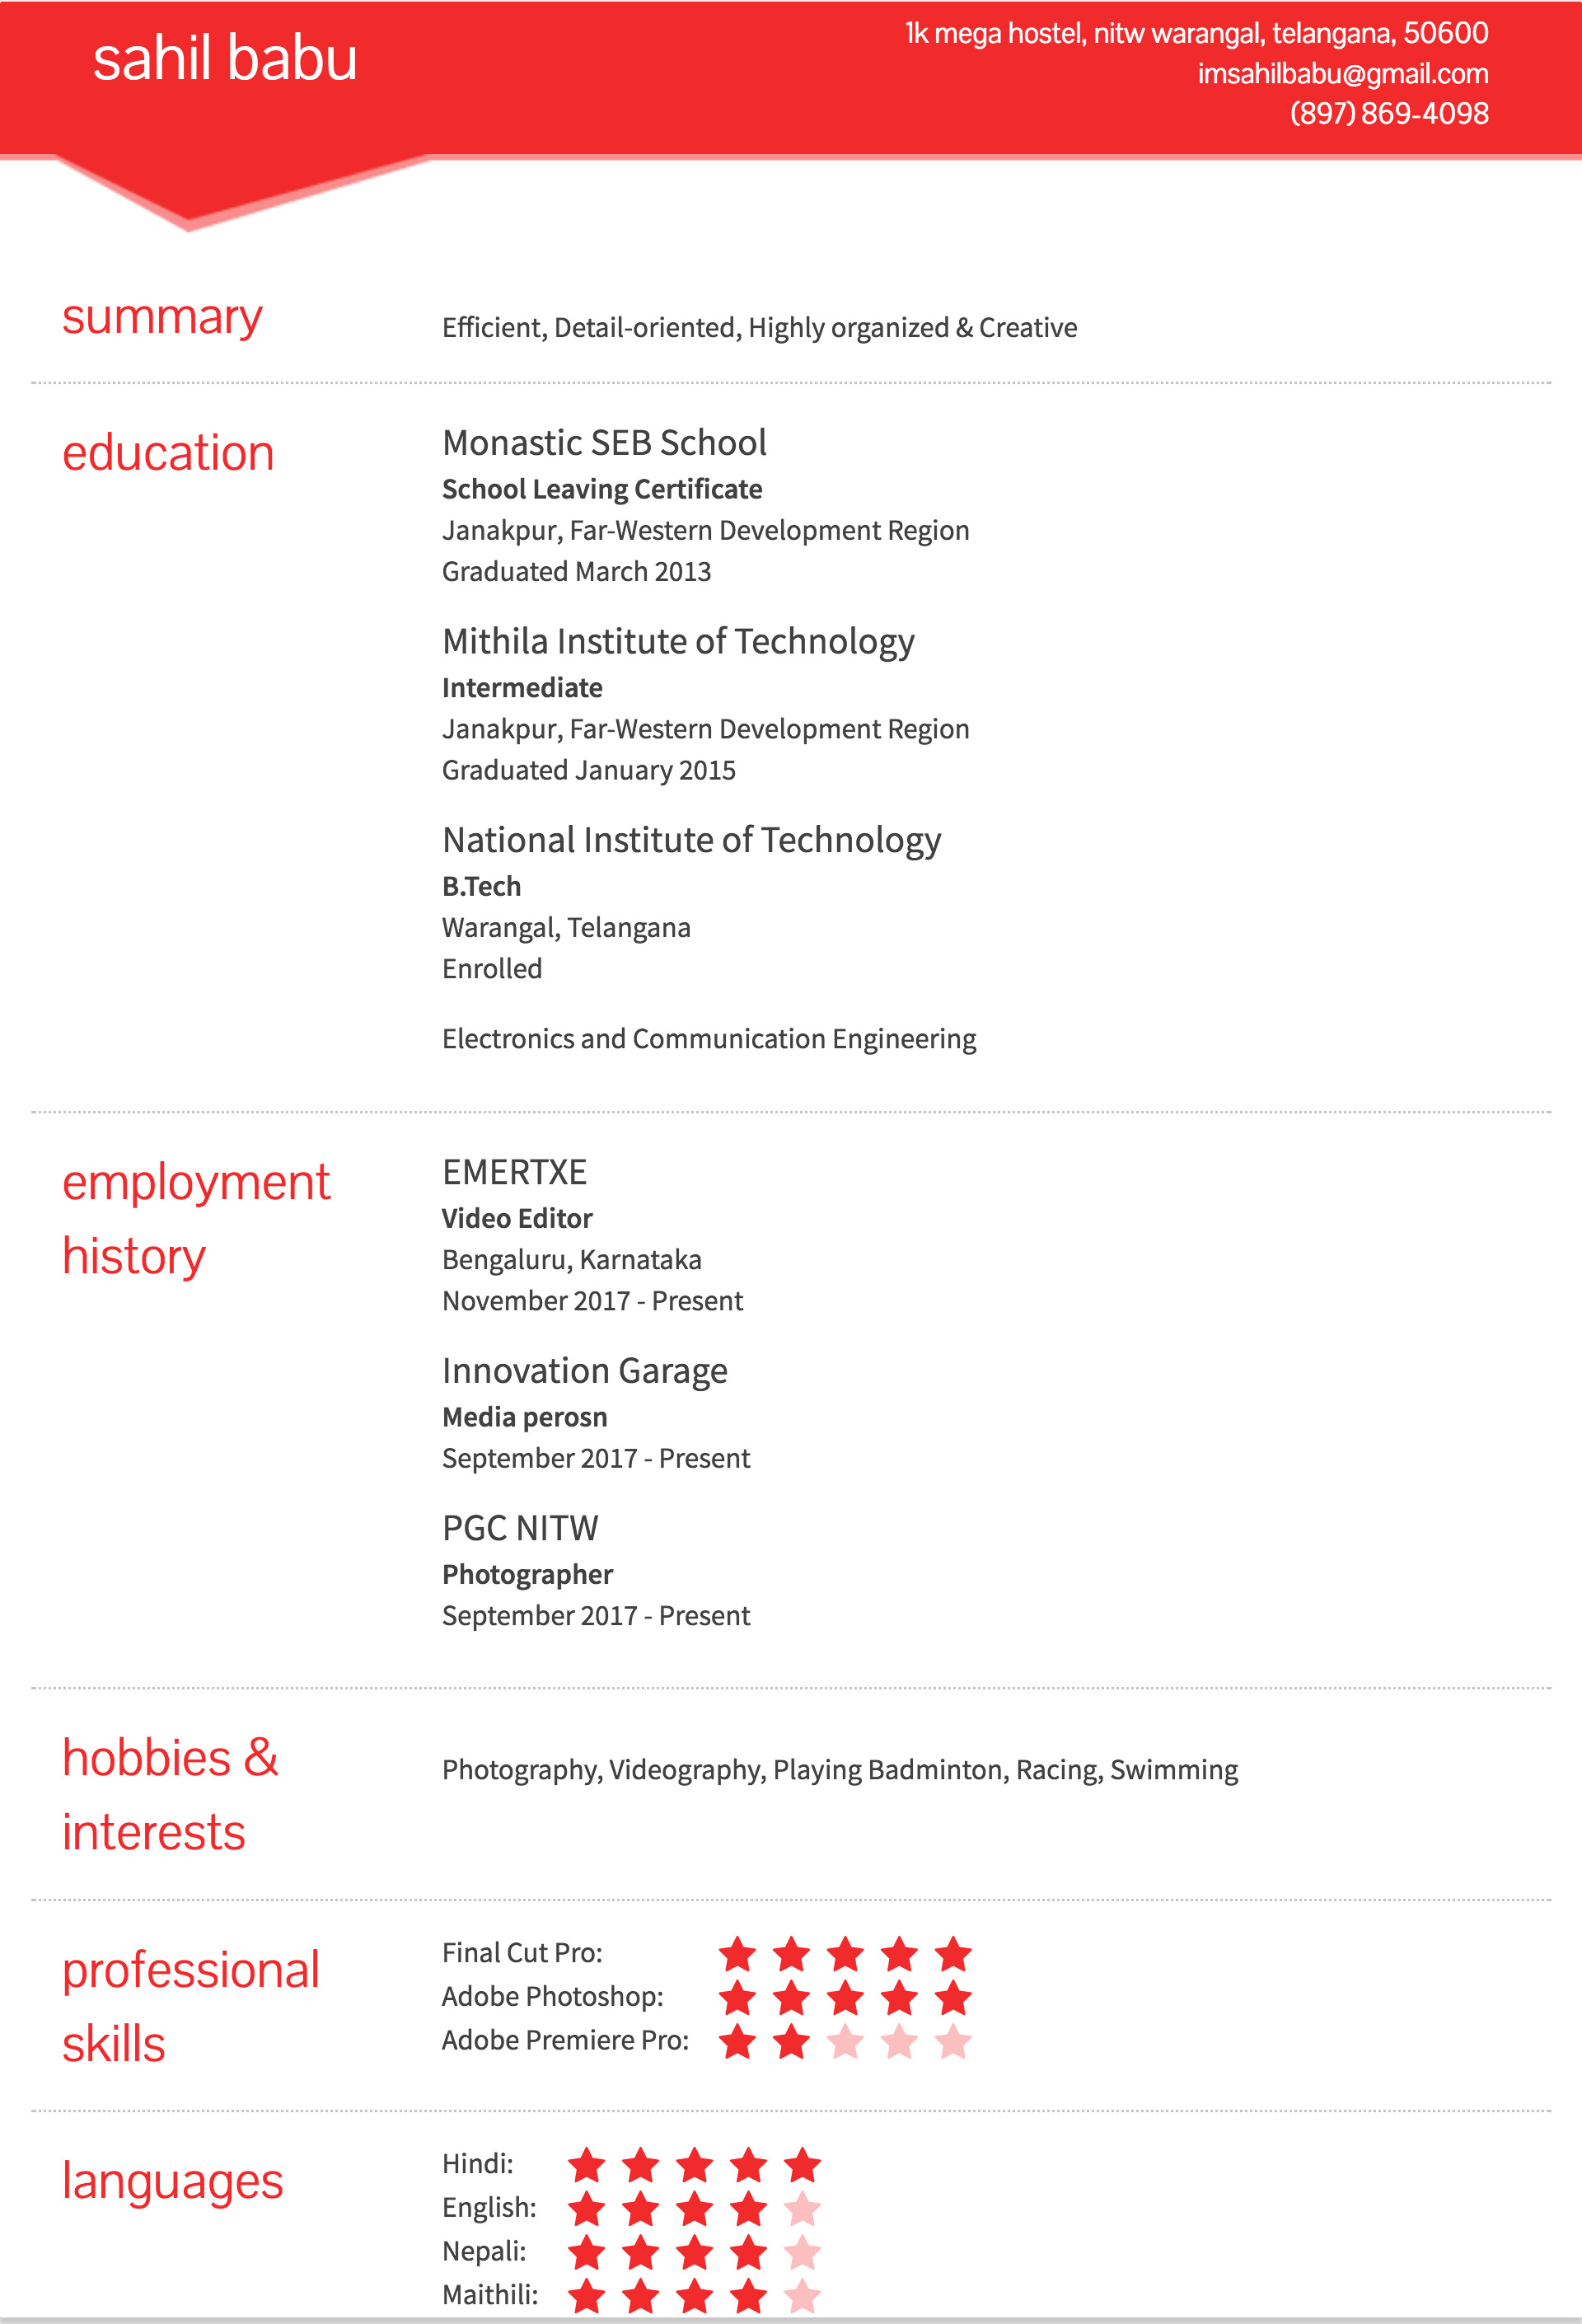 sahil babu
1k mega hostel, nitw warangal, telangana, 50600
imsahilbabu@gmail.com
(897) 869-4098
summary
Efficient, Detail-oriented, Highly organized & Creative
education
Monastic SEB School
School Leaving Certificate
Janakpur, Far-Western Development Region
Graduated March 2013
Mithila Institute of Technology
Intermediate
Janakpur, Far-Western Development Region
Graduated January 2015
National Institute of Technology
B.Tech
Warangal, Telangana
Enrolled
Electronics and Communication Engineering
employment
history
EMERTXE
Video Editor
Bengaluru, Karnataka
November 2017 - Present
Innovation Garage
Media perosn
September 2017 - Present
PGC NITW
Photographer
September 2017 - Present
hobbies &
interests
Photography, Videography, Playing Badminton, Racing, Swimming
professional
skills
Final Cut Pro:
Adobe Photoshop:
Adobe Premiere Pro:
languages
Hindi:
English:
Nepali:
Maithili: